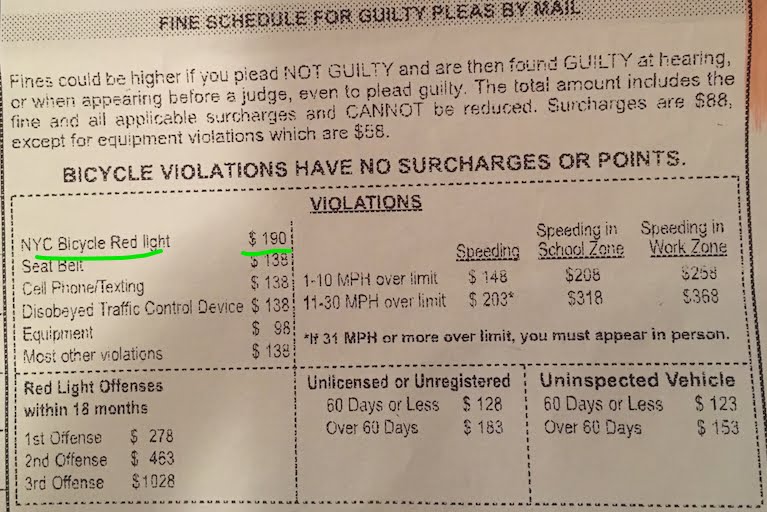 FINE SCHEDULE FOR GUILTY PLEAS BY MAIL
Fines could be higher if you plead NOT GUILTY and are then found GUILTY at hearing,
or when appearing before a judge, even to plead guilty. The total amount includes the
fine and all applicable surcharges and CANNOT be reduced. Surcharges are $88,
except for equipment violations which are $58.
BICYCLE VIOLATIONS HAVE NO SURCHARGES OR POINTS.
VIOLATIONS
NYC Bicycle Red light $ 190
Seat Belt $ 138
Cell Phone/Texting $ 138
Disobeyed Traffic Control Device $ 138
Equipment $ 98
Most other violations $ 138
Speeding Speeding in School Zone Speeding in Work Zone
1-10 MPH over limit $ 148 $208 $258
11-30 MPH over limit $ 203* $318 $368
*If 31 MPH or more over limit, you must appear in person.
Red Light Offenses
within 18 months
1st Offense $ 278
2nd Offense $ 463
3rd Offense $1028
Unlicensed or Unregistered
60 Days or Less $ 128
Over 60 Days $ 183
Uninspected Vehicle
60 Days or Less $ 123
Over 60 Days $ 153